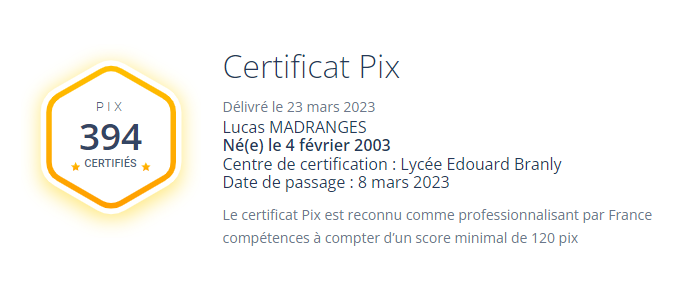 PIX
394
CERTIFIÉS
Certificat Pix
Délivré le 23 mars 2023
Lucas MADRANGES
Né(e) le 4 février 2003
Centre de certification : Lycée Edouard Branly
Date de passage : 8 mars 2023
Le certificat Pix est reconnu comme professionnalisant par France
compétences à compter d’un score minimal de 120 pix